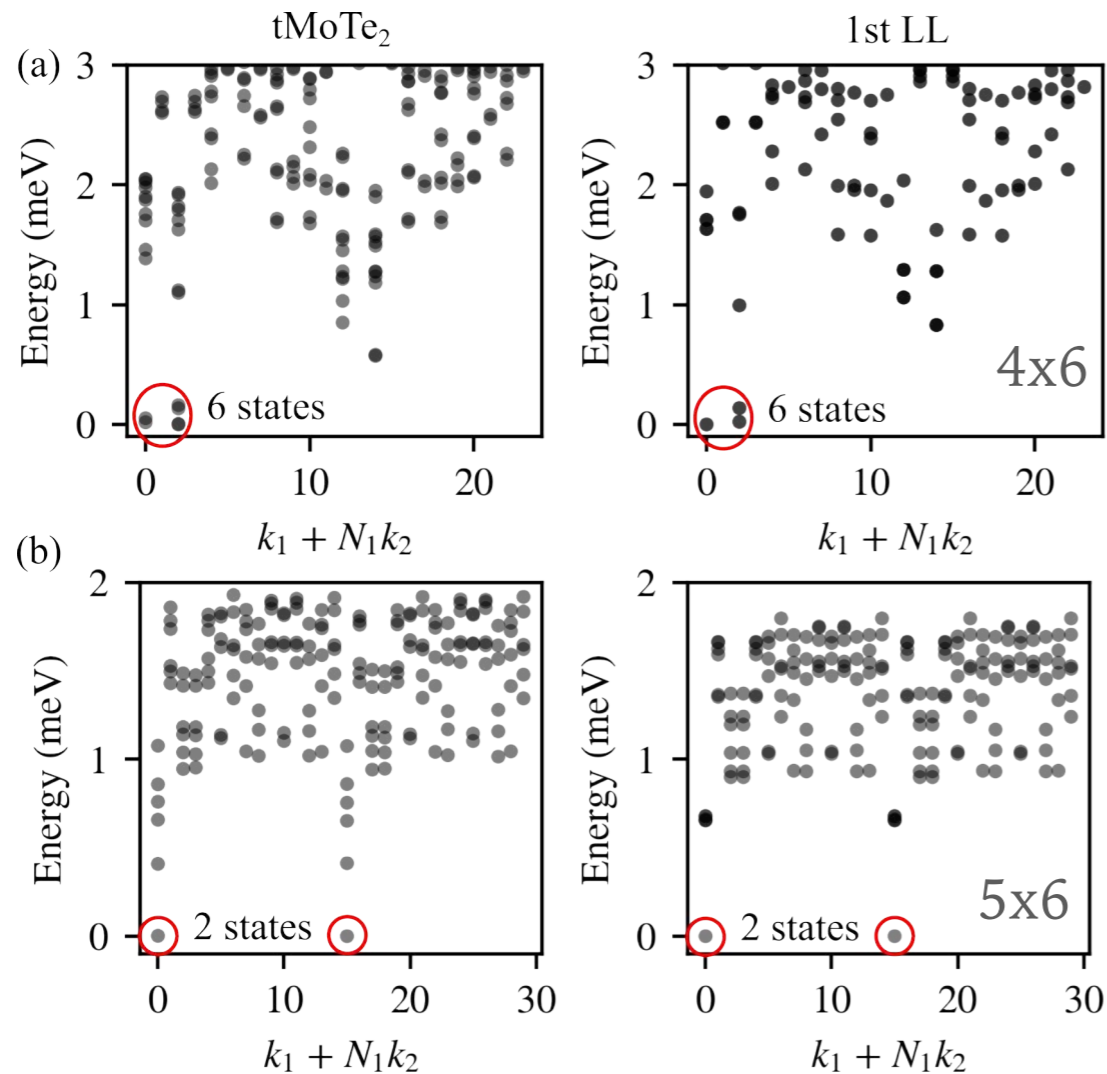 tMoTe₂
1st LL
(a)
3
2
1
0
Energy (meV)
6 states
0
10
20
k₁ + N₁k₂
3
2
1
0
Energy (meV)
6 states
4x6
0
10
20
k₁ + N₁k₂
(b)
2
1
0
Energy (meV)
2 states
0
10
20
30
k₁ + N₁k₂
2
1
0
Energy (meV)
2 states
5x6
0
10
20
30
k₁ + N₁k₂